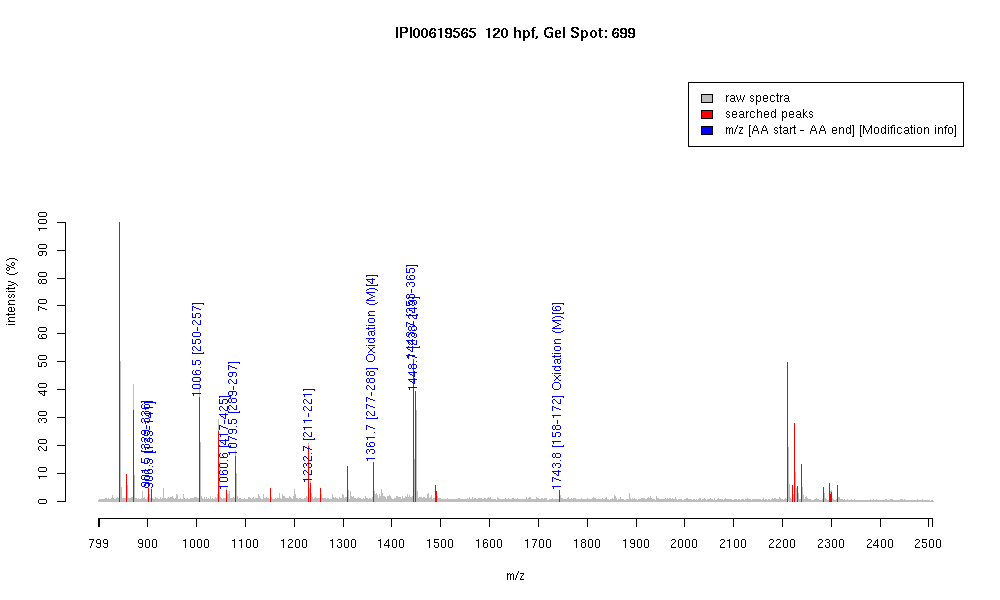 IPI00619565 120 hpf, Gel Spot: 699
raw spectra
searched peaks
m/z [AA start - AA end] [Modification info]
intensity (%)
100
90
80
70
60
50
40
30
20
10
0
1006.5 [250-257]
1060.6 [417-425]
1079.5 [289-297]
1232.7 [211-221]
1361.7 [277-288] Oxidation (M)[4]
1743.8 [158-172] Oxidation (M)[6]
799 900 1000 1100 1200 1300 1400 1500 1600 1700 1800 1900 2000 2100 2200 2300 2400 2500
m/z